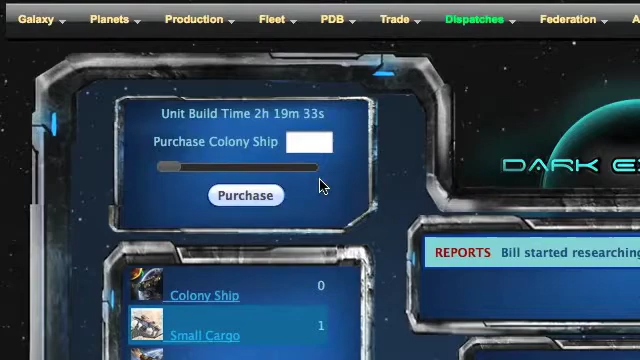 Galaxy Planets Production Fleet PDB Trade Dispatches Federation
Unit Build Time 2h 19m 33s
Purchase Colony Ship
Purchase
DARK
REPORTS Bill started researching
Colony Ship 0
Small Cargo 1